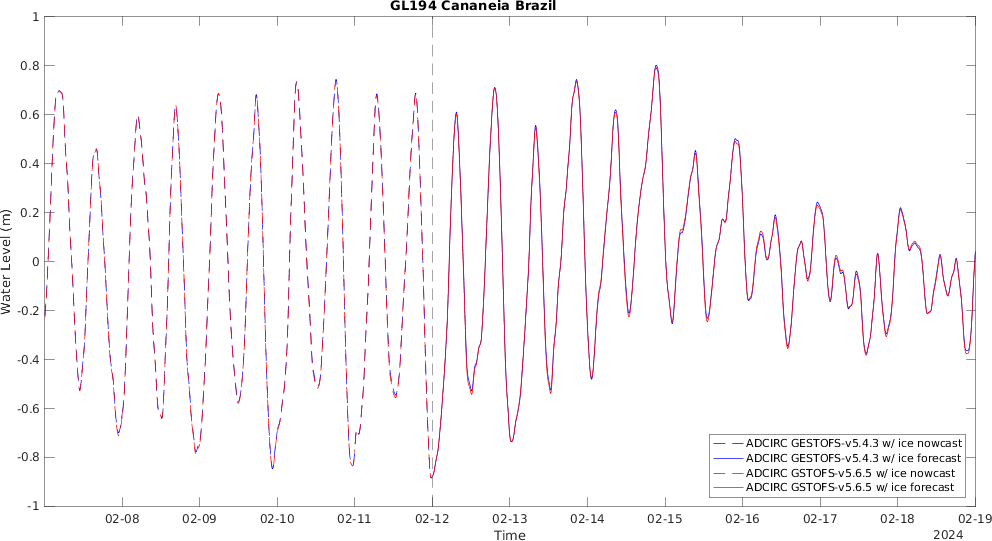 GL194 Cananeia Brazil
1
0.8
0.6
0.4
0.2
0
-0.2
-0.4
-0.6
-0.8
-1
Water Level (m)
ADCIRC GESTOFS-v5.4.3 w/ ice nowcast
ADCIRC GESTOFS-v5.4.3 w/ ice forecast
ADCIRC GSTOFS-v5.6.5 w/ ice nowcast
ADCIRC GSTOFS-v5.6.5 w/ ice forecast
02-08 02-09 02-10 02-11 02-12 02-13 02-14 02-15 02-16 02-17 02-18 02-19
Time
2024